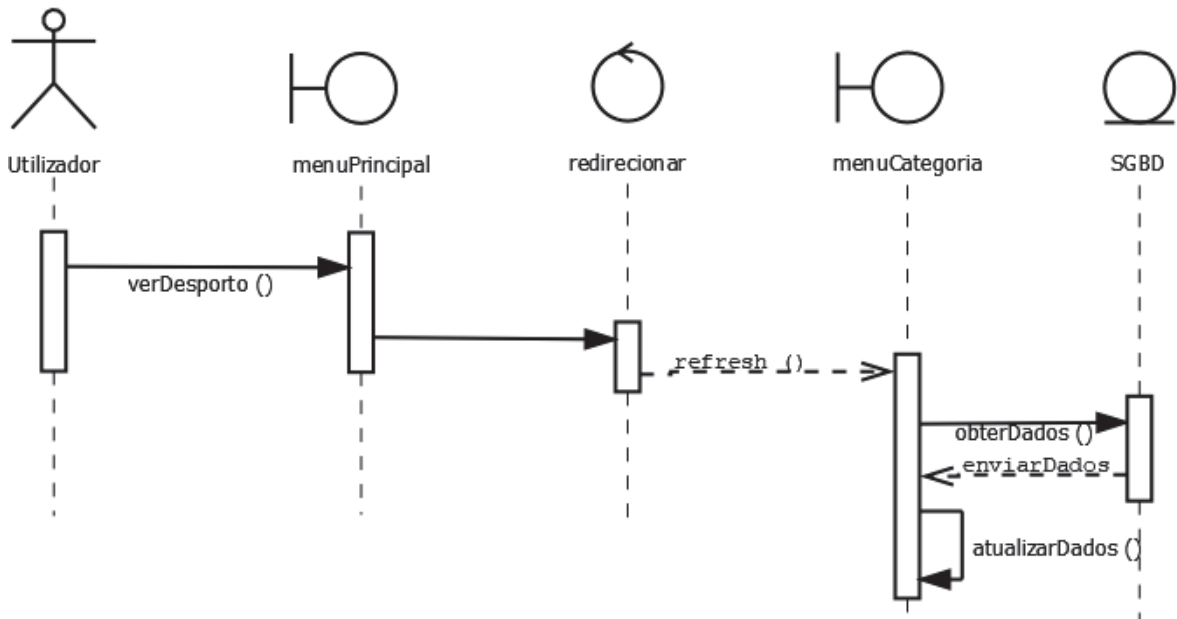 Utilizador
menuPrincipal
redirecionar
menuCategoria
SGBD
verDesporto ()
refresh ()
obterDados ()
enviarDados
atualizarDados ()